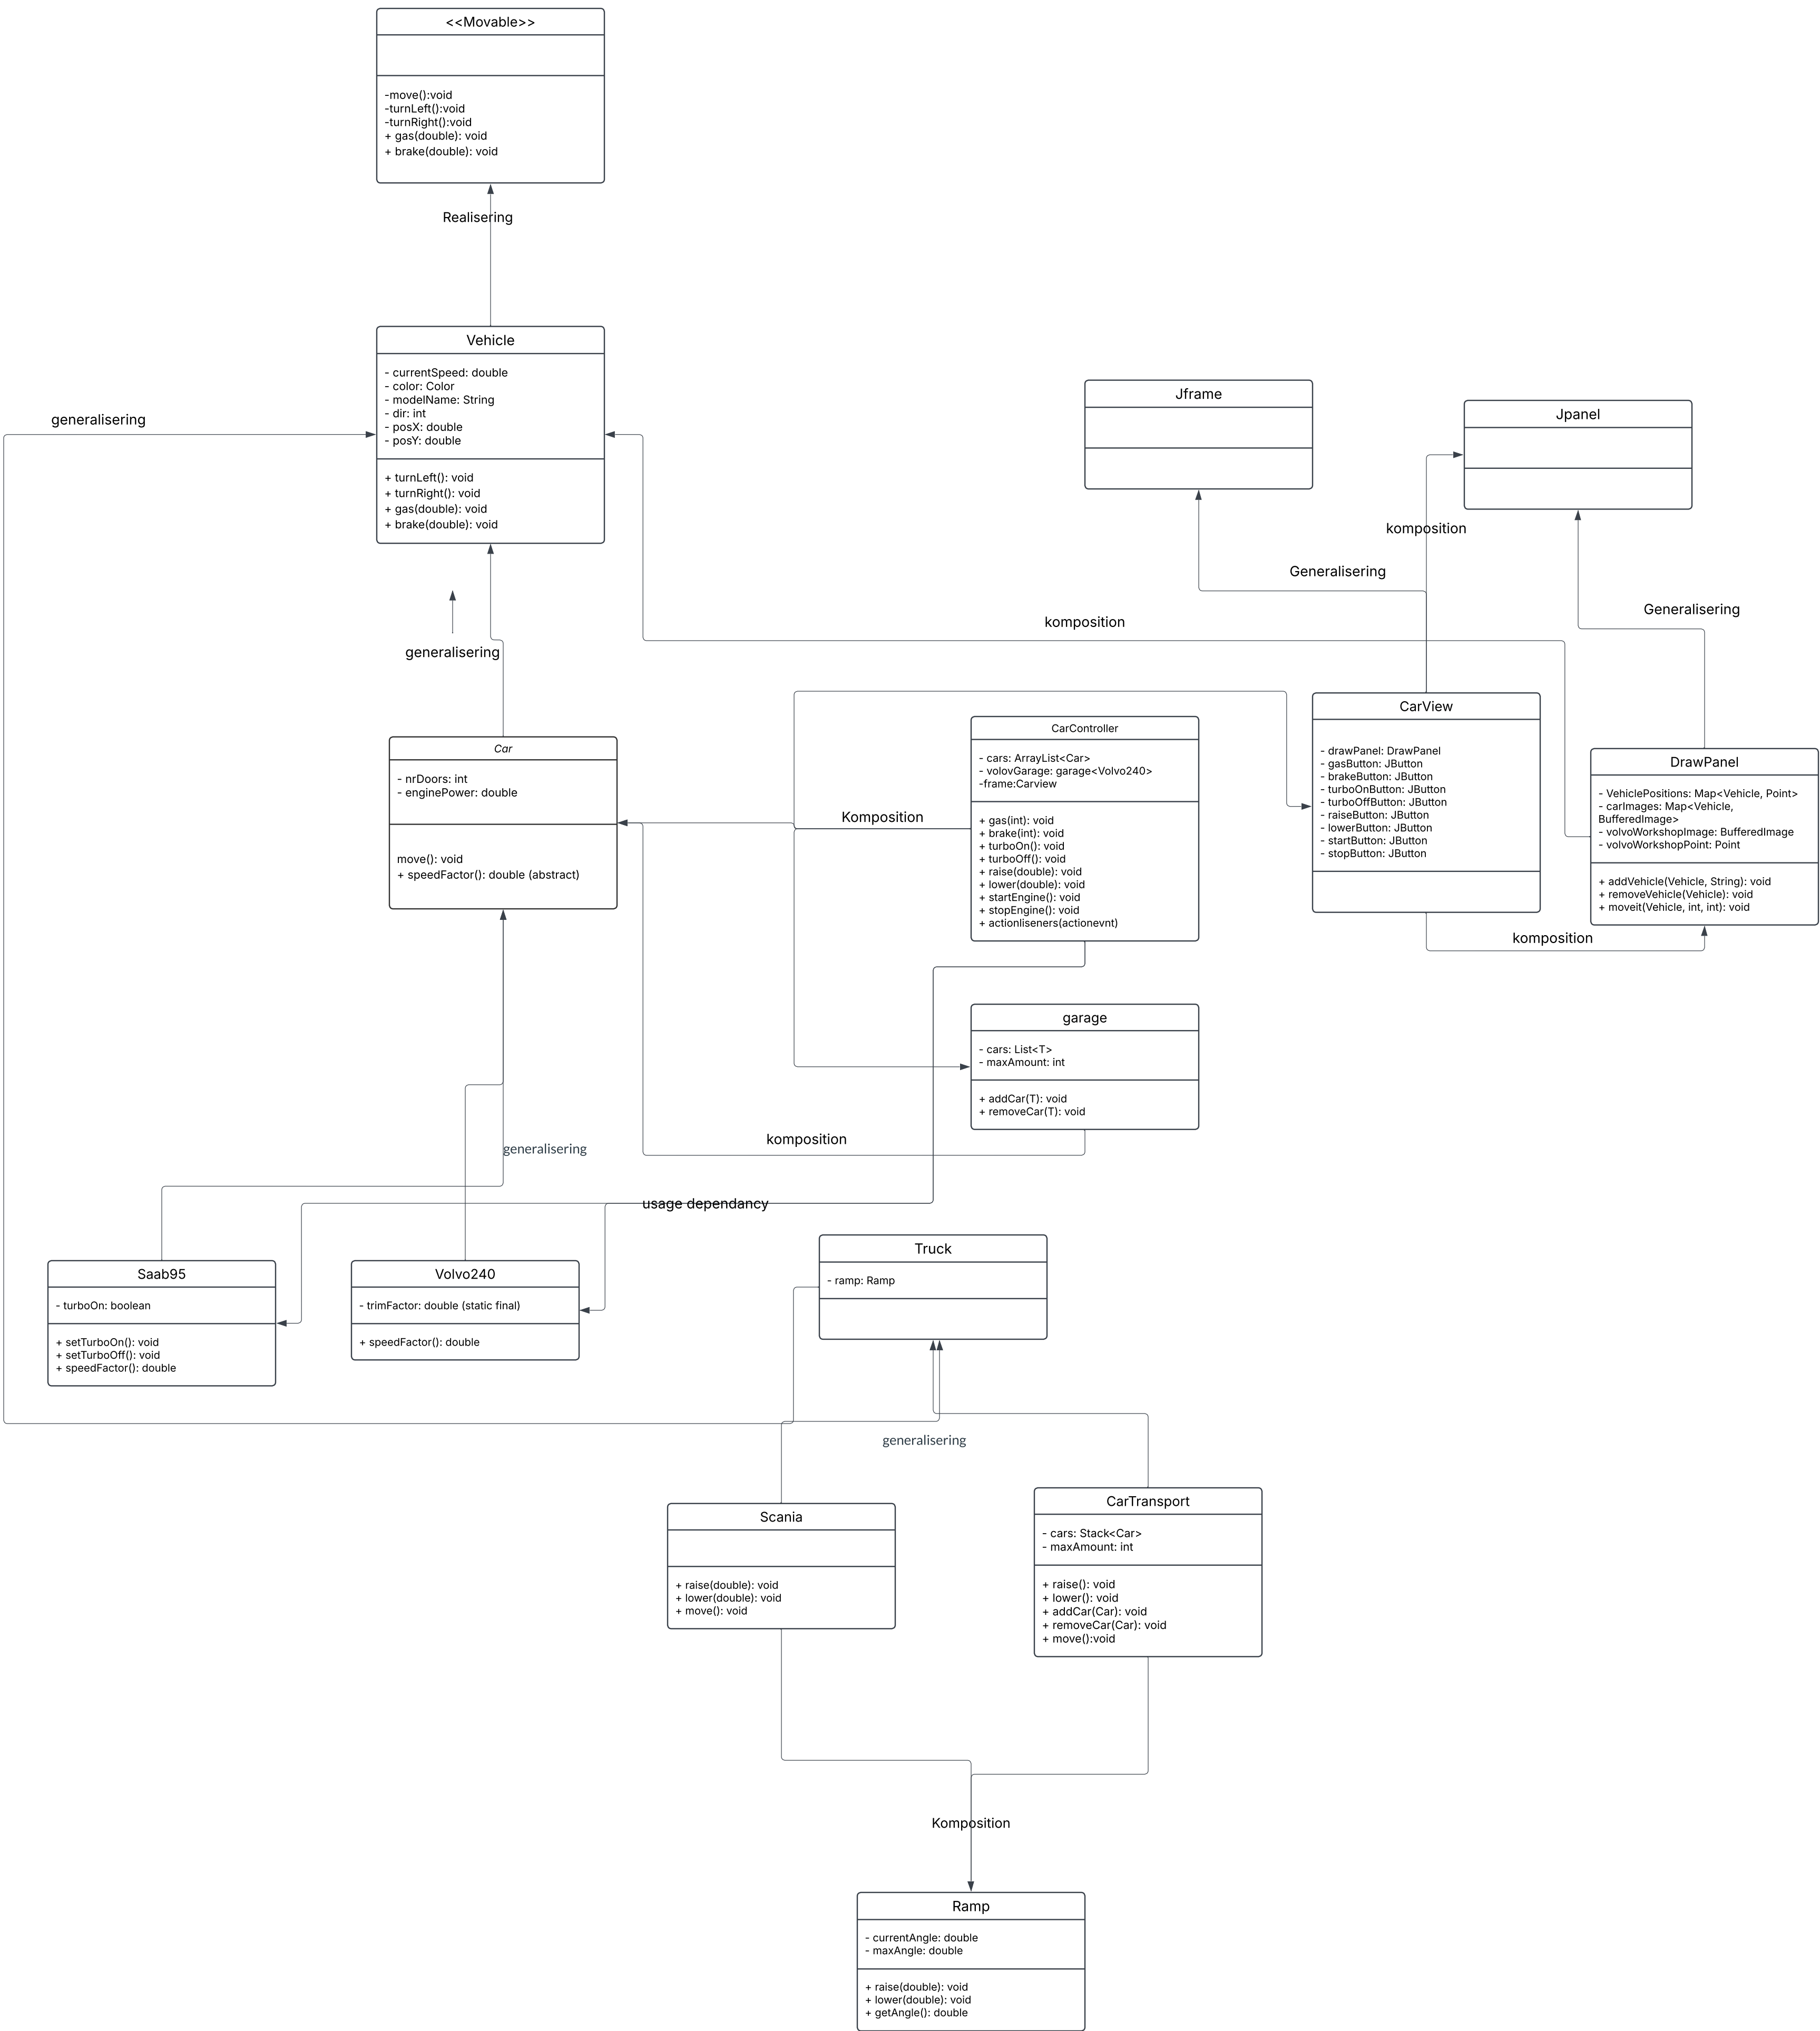 <<Movable>>
-move():void
-turnLeft():void
-turnRight():void
+ gas(double): void
+ brake(double): void
Realisering
Vehicle
- currentSpeed: double
- color: Color
- modelName: String
- dir: int
- posX: double
- posY: double
+ turnLeft(): void
+ turnRight(): void
+ gas(double): void
+ brake(double): void
generalisering
Jframe
Jpanel
komposition
Generalisering
Generalisering
komposition
generalisering
Car
- nrDoors: int
- enginePower: double
move(): void
+ speedFactor(): double (abstract)
Komposition
CarController
- cars: ArrayList<Car>
- volovGarage: garage<Volvo240>
-frame:Carview
+ gas(int): void
+ brake(int): void
+ turboOn(): void
+ turboOff(): void
+ raise(double): void
+ lower(double): void
+ startEngine(): void
+ stopEngine(): void
+ actionliseners(actionevnt)
CarView
- drawPanel: DrawPanel
- gasButton: JButton
- brakeButton: JButton
- turboOnButton: JButton
- turboOffButton: JButton
- raiseButton: JButton
- lowerButton: JButton
- startButton: JButton
- stopButton: JButton
DrawPanel
- VehiclePositions: Map<Vehicle, Point>
- carImages: Map<Vehicle,
BufferedImage>
- volvoWorkshopImage: BufferedImage
- volvoWorkshopPoint: Point
+ addVehicle(Vehicle, String): void
+ removeVehicle(Vehicle): void
+ moveit(Vehicle, int, int): void
komposition
garage
- cars: List<T>
- maxAmount: int
+ addCar(T): void
+ removeCar(T): void
komposition
generalisering
usage dependancy
Saab95
- turboOn: boolean
+ setTurboOn(): void
+ setTurboOff(): void
+ speedFactor(): double
Volvo240
- trimFactor: double (static final)
+ speedFactor(): double
Truck
- ramp: Ramp
generalisering
Scania
+ raise(double): void
+ lower(double): void
+ move(): void
CarTransport
- cars: Stack<Car>
- maxAmount: int
+ raise(): void
+ lower(): void
+ addCar(Car): void
+ removeCar(Car): void
+ move():void
Komposition
Ramp
- currentAngle: double
- maxAngle: double
+ raise(double): void
+ lower(double): void
+ getAngle(): double